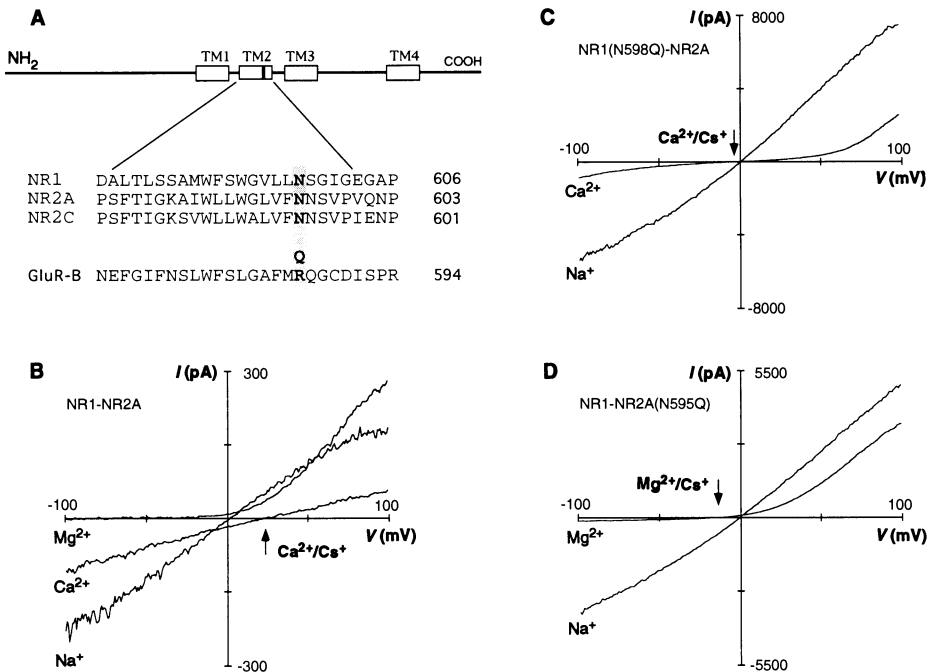 A
NH2
TM1 TM2 TM3 TM4
COOH
NR1 DALTLSSAMWFSWGVLLNSGIGEGAP 606
NR2A PSFTIGKAIWLLWGLVFNNSVPVQNP 603
NR2C PSFTIGKSVWLLWALVFNNSVPIENP 601
Q
GluR-B NEFGIFNSLWFSLGAFMRQGCDISPR 594
B
I (pA)
300
NR1-NR2A
-100
100
Mg2+
V (mV)
Ca2+/Cs+
Ca2+
Na+
-300
C
I (pA)
8000
NR1(N598Q)-NR2A
Ca2+/Cs+
-100
100
Ca2+
V (mV)
Na+
-8000
D
I (pA)
5500
NR1-NR2A(N595Q)
Mg2+/Cs+
-100
100
Mg2+
V (mV)
Na+
-5500